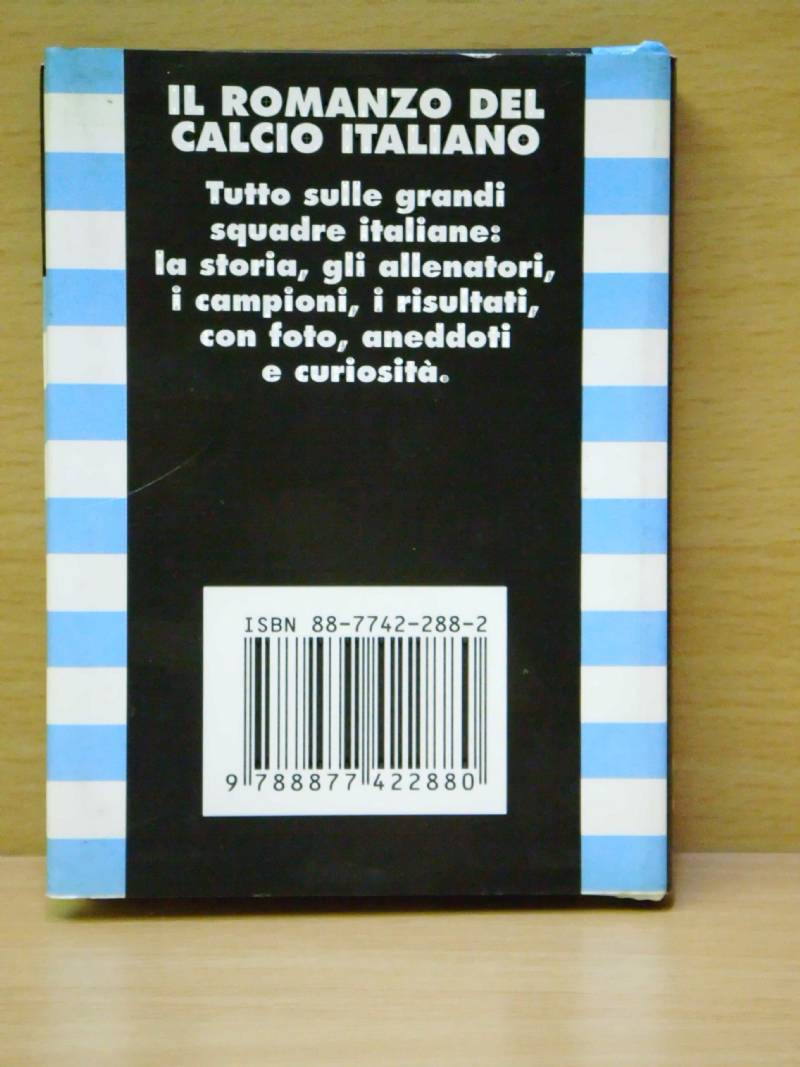 IL ROMANZO DEL
CALCIO ITALIANO
Tutto sulle grandi
squadre italiane:
la storia, gli allenatori,
i campioni, i risultati,
con foto, aneddoti
e curiosità.
ISBN 88-7742-288-2
9 788877 422880